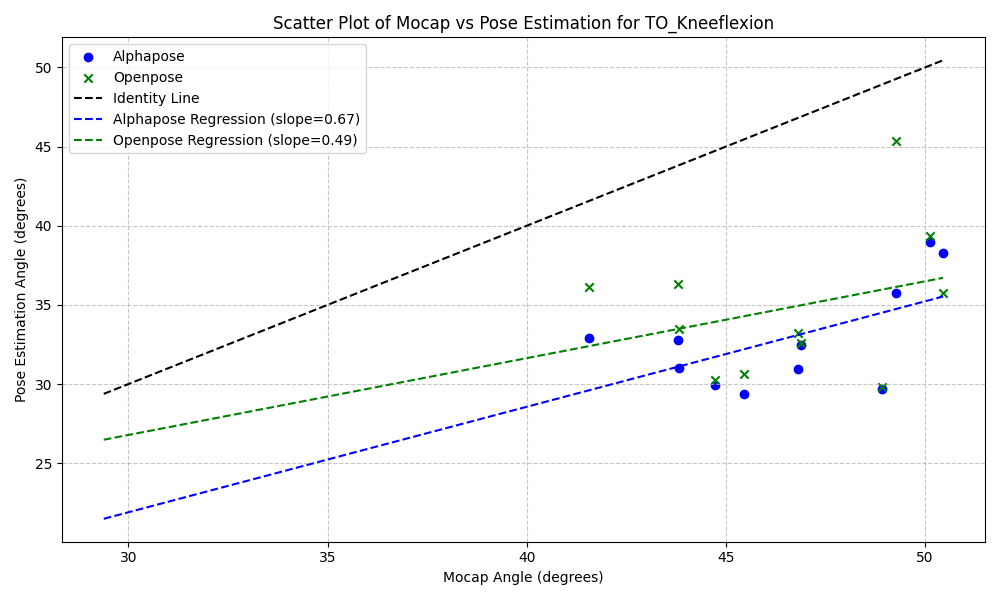 Scatter Plot of Mocap vs Pose Estimation for TO_Kneeflexion
Alphapose
Openpose
Identity Line
Alphapose Regression (slope=0.67)
Openpose Regression (slope=0.49)
Pose Estimation Angle (degrees)
50
45
40
35
30
25
30
35
40
45
50
Mocap Angle (degrees)